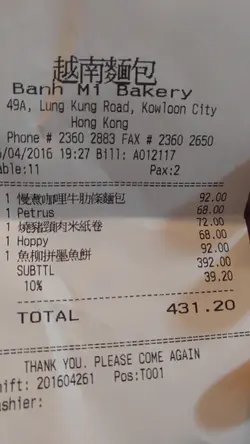 越南麵包
Banh Mi Bakery
49A, Lung Kung Road, Kowloon City
Hong Kong
Phone # 2360 2883 FAX # 2360 2650
/04/2016 19:27 Bill: A012117
able:11 Pax:2
1 慢煮咖哩牛肋條麵包 92.00
1 Petrus 68.00
1 燒豬頸肉米紙卷 72.00
1 Hoppy 68.00
1 魚柳拼墨魚餅 92.00
SUBTTL 392.00
10% 39.20
TOTAL 431.20
THANK YOU. PLEASE COME AGAIN
hift: 201604261 Pos:T001
ashier: